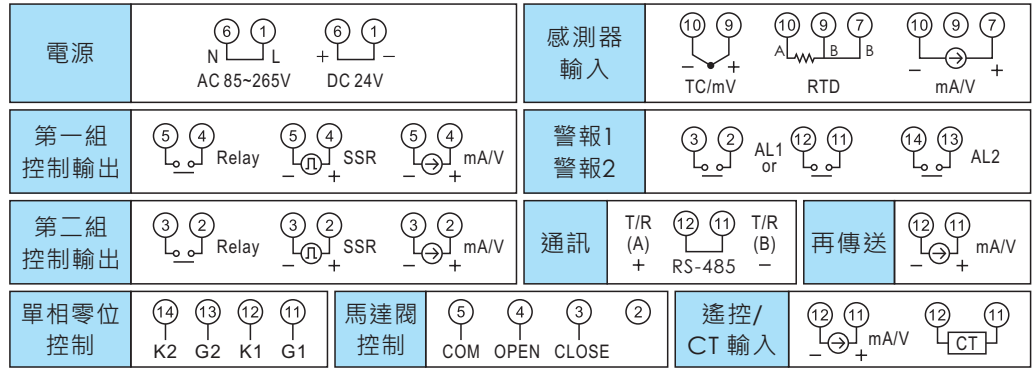 電源
6 1
N L
AC 85~265V
6 1
+ −
DC 24V
感測器
輸入
10 9
− +
TC/mV
10 9 7
A B B
RTD
10 9 7
− +
mA/V
第一組
控制輸出
5 4
Relay
5 4
− +
SSR
5 4
− +
mA/V
警報1
警報2
3 2
AL1
or
12 11
14 13
AL2
第二組
控制輸出
3 2
Relay
3 2
− +
SSR
3 2
− +
mA/V
通訊
T/R
(A)
+
12 11
RS-485
T/R
(B)
−
再傳送
12 11
− +
mA/V
單相零位
控制
14 13 12 11
K2 G2 K1 G1
馬達閥
控制
5 4 3 2
COM OPEN CLOSE
遙控/
CT 輸入
12 11
− +
mA/V
12 11
CT